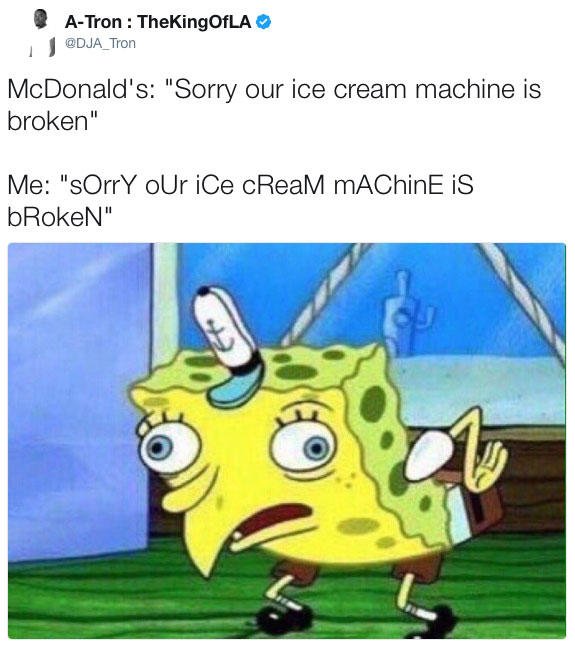 A-Tron : TheKingOfLA
@DJA_Tron
McDonald's: "Sorry our ice cream machine is
broken"
Me: "sOrrY oUr iCe cReaM mAChinE iS
bRokeN"